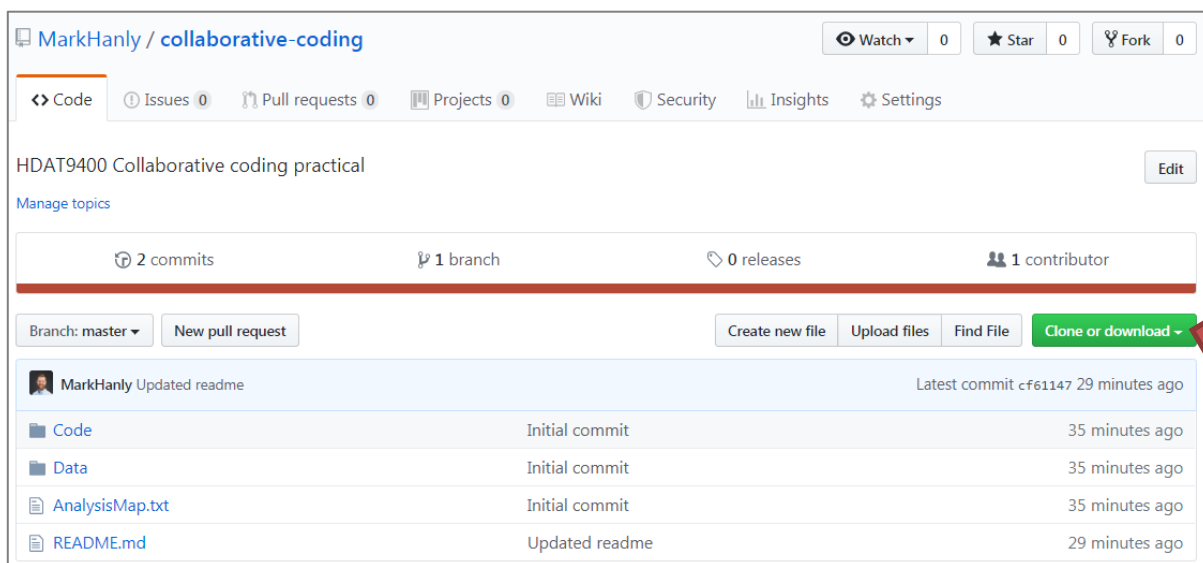 MarkHanly / collaborative-coding Watch 0 Star 0 Fork 0
Code Issues 0 Pull requests 0 Projects 0 Wiki Security Insights Settings
HDAT9400 Collaborative coding practical Edit
Manage topics
2 commits 1 branch 0 releases 1 contributor
Branch: master New pull request Create new file Upload files Find File Clone or download
MarkHanly Updated readme Latest commit cf61147 29 minutes ago
Code Initial commit 35 minutes ago
Data Initial commit 35 minutes ago
AnalysisMap.txt Initial commit 35 minutes ago
README.md Updated readme 29 minutes ago